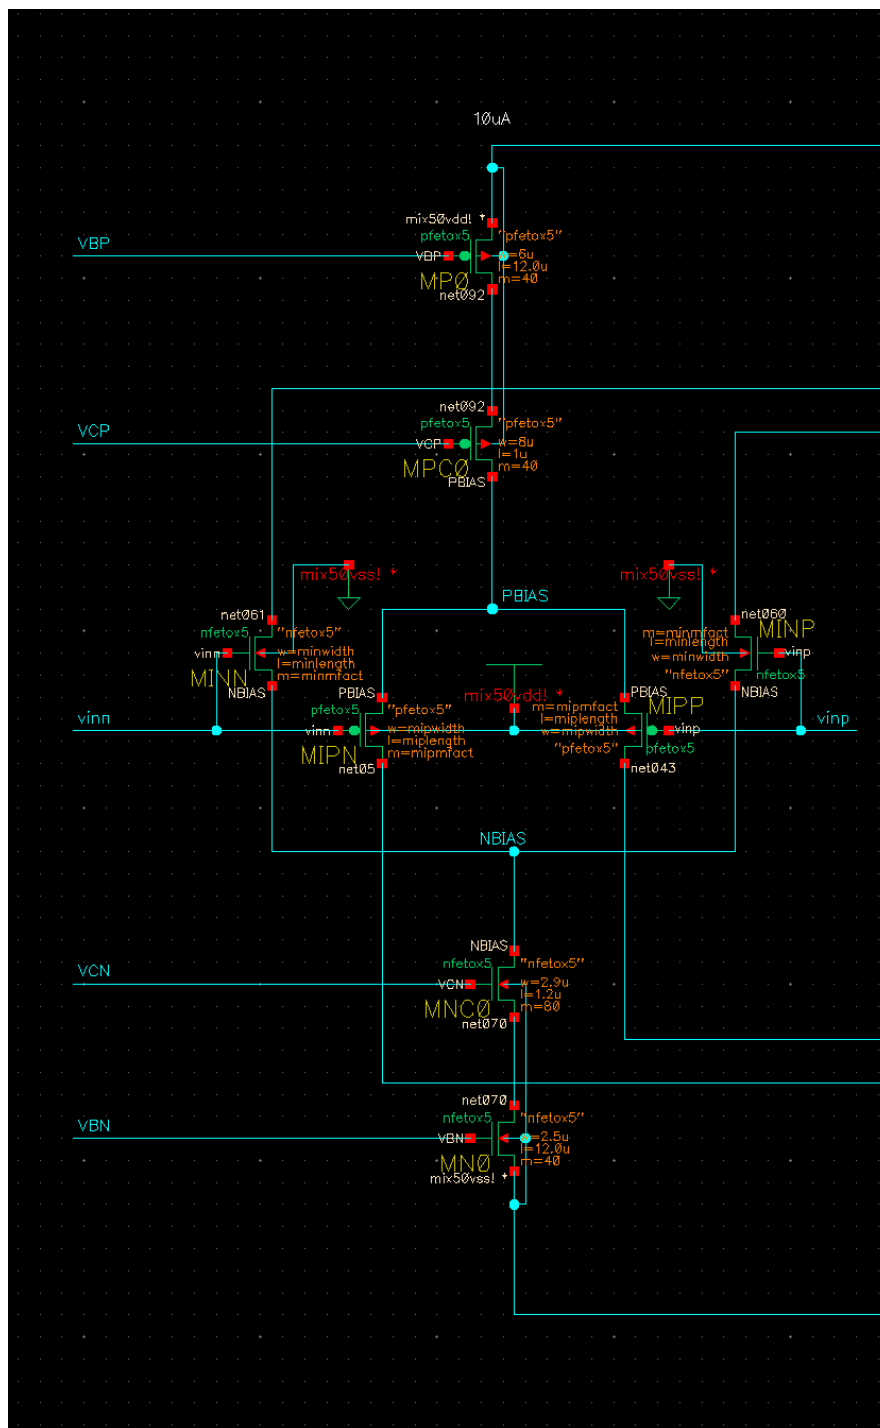 10uA
mix50vdd! *
VBP
pfetox5
"pfetox5"
VBP
w=6u
l=12.0u
MP0
m=40
net092
net092
VCP
pfetox5
"pfetox5"
VCP
w=8u
l=1u
MPC0
m=40
PBIAS
mix50vss! *
mix50vss! *
PBIAS
net061
net060
nfetox5
"nfetox5"
m=minmfact
MINP
vinn
w=minwidth
l=minlength
vinp
l=minlength
w=minwidth
MINN
m=minmfact
"nfetox5"
nfetox5
NBIAS
PBIAS
mix50vdd! *
PBIAS
NBIAS
pfetox5
"pfetox5"
m=mipmfact
MIPP
vinn
vinn
w=mipwidth
l=miplength
vinp
vinp
l=miplength
w=mipwidth
MIPN
m=mipmfact
"pfetox5"
pfetox5
net05
net043
NBIAS
NBIAS
VCN
nfetox5
"nfetox5"
VCN
w=2.9u
l=1.2u
MNC0
m=80
net070
net070
VBN
nfetox5
"nfetox5"
VBN
=2.5u
l=12.0u
MN0
m=40
mix50vss! *